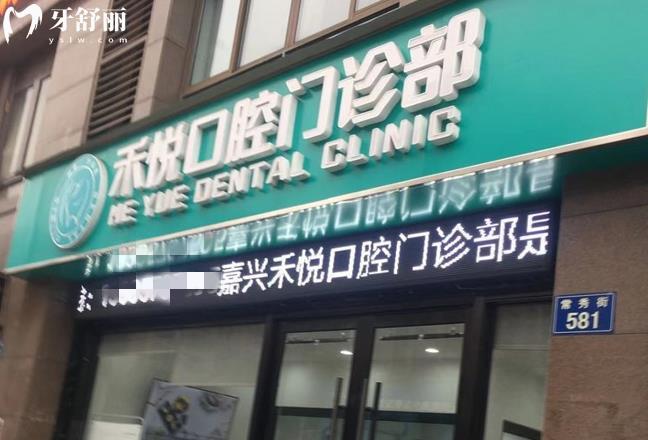 牙舒丽
yslw.com
禾悦口腔门诊部
HE YUE DENTAL CLINIC
嘉兴禾悦口腔门诊部是
常秀街
581